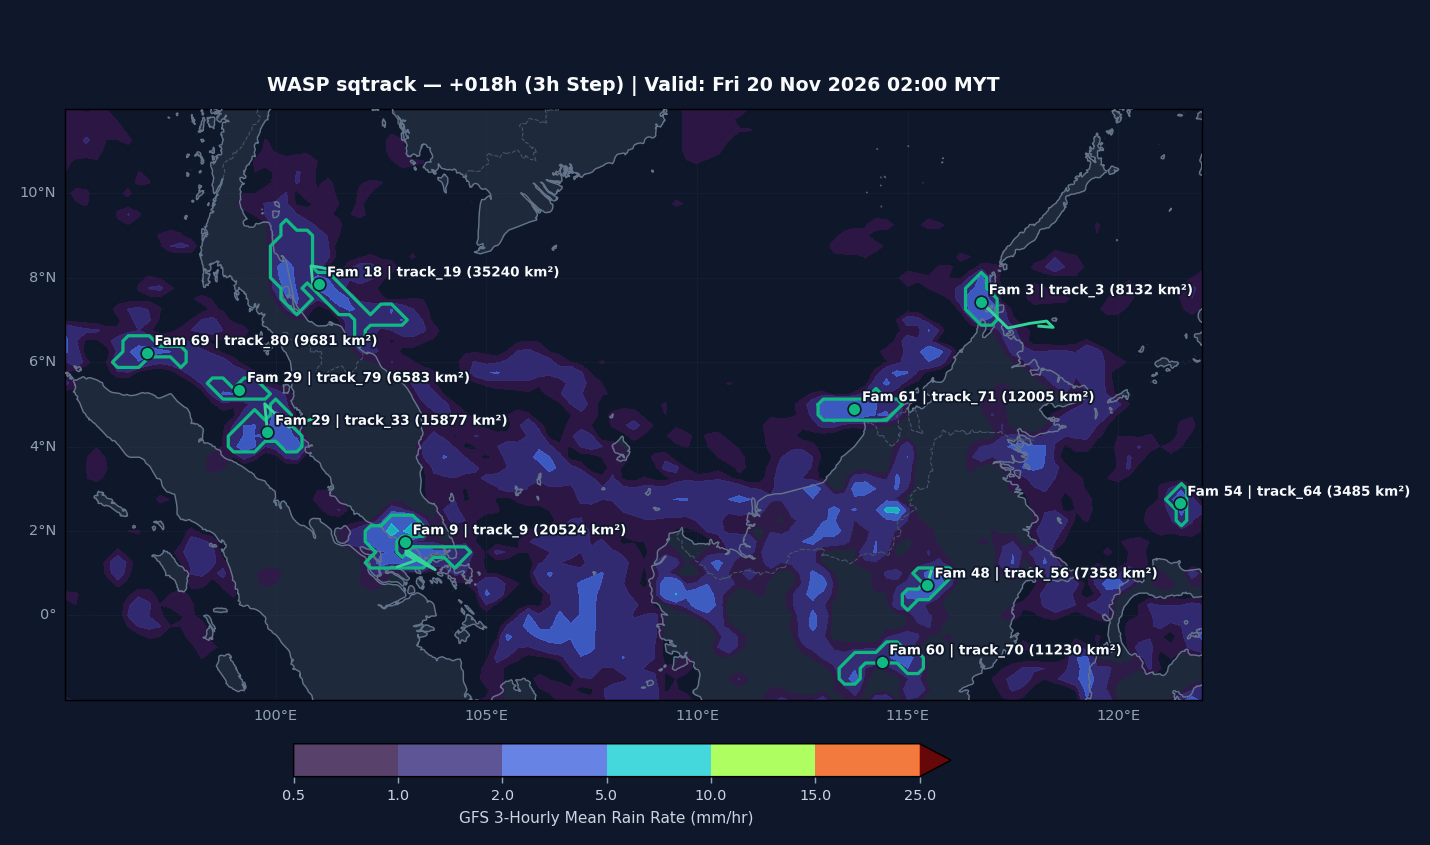 WASP sqtrack — +018h (3h Step) | Valid: Fri 20 Nov 2026 02:00 MYT
10°N
8°N
6°N
4°N
2°N
0°
Fam 18 | track_19 (35240 km²)
Fam 3 | track_3 (8132 km²)
Fam 69 | track_80 (9681 km²)
Fam 29 | track_79 (6583 km²)
Fam 61 | track_71 (12005 km²)
Fam 29 | track_33 (15877 km²)
Fam 54 | track_64 (3485 km²)
Fam 9 | track_9 (20524 km²)
Fam 48 | track_56 (7358 km²)
Fam 60 | track_70 (11230 km²)
100°E 105°E 110°E 115°E 120°E
0.5 1.0 2.0 5.0 10.0 15.0 25.0
GFS 3-Hourly Mean Rain Rate (mm/hr)